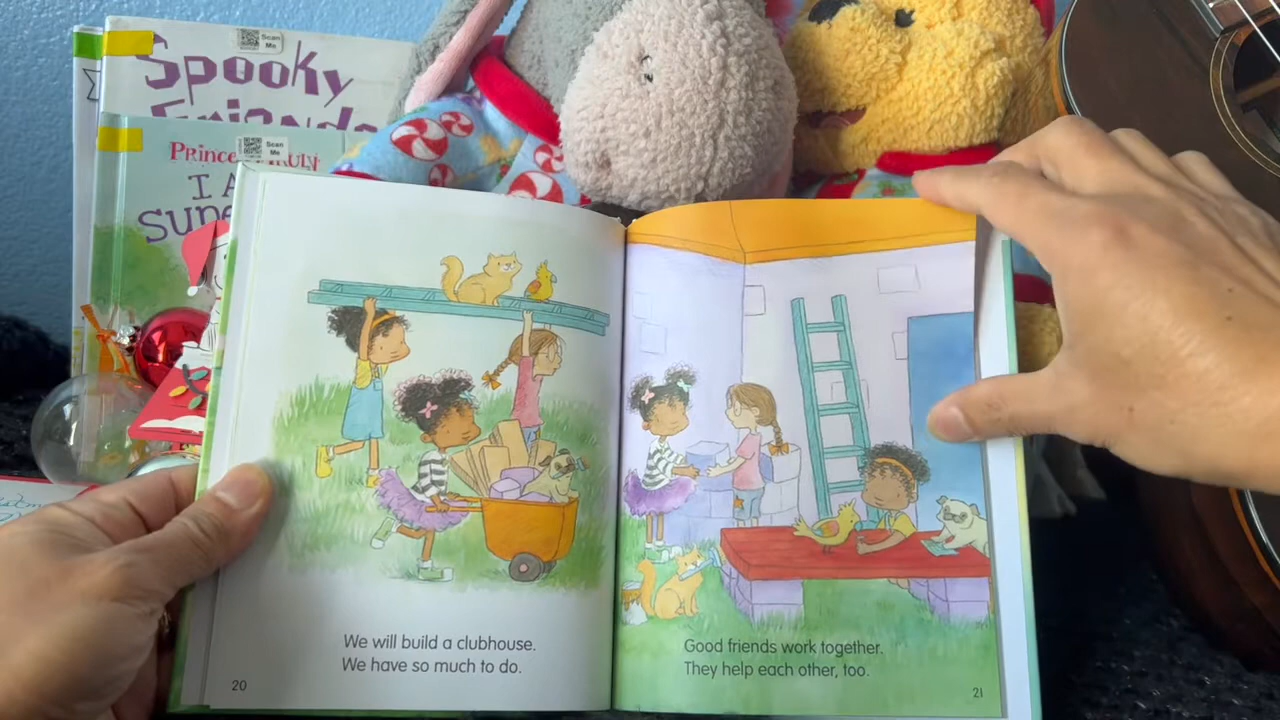 Scan
Me
Spooky
Friends
Scan
Me
I A
We will build a clubhouse.
We have so much to do.
20
Good friends work together.
They help each other, too.
21